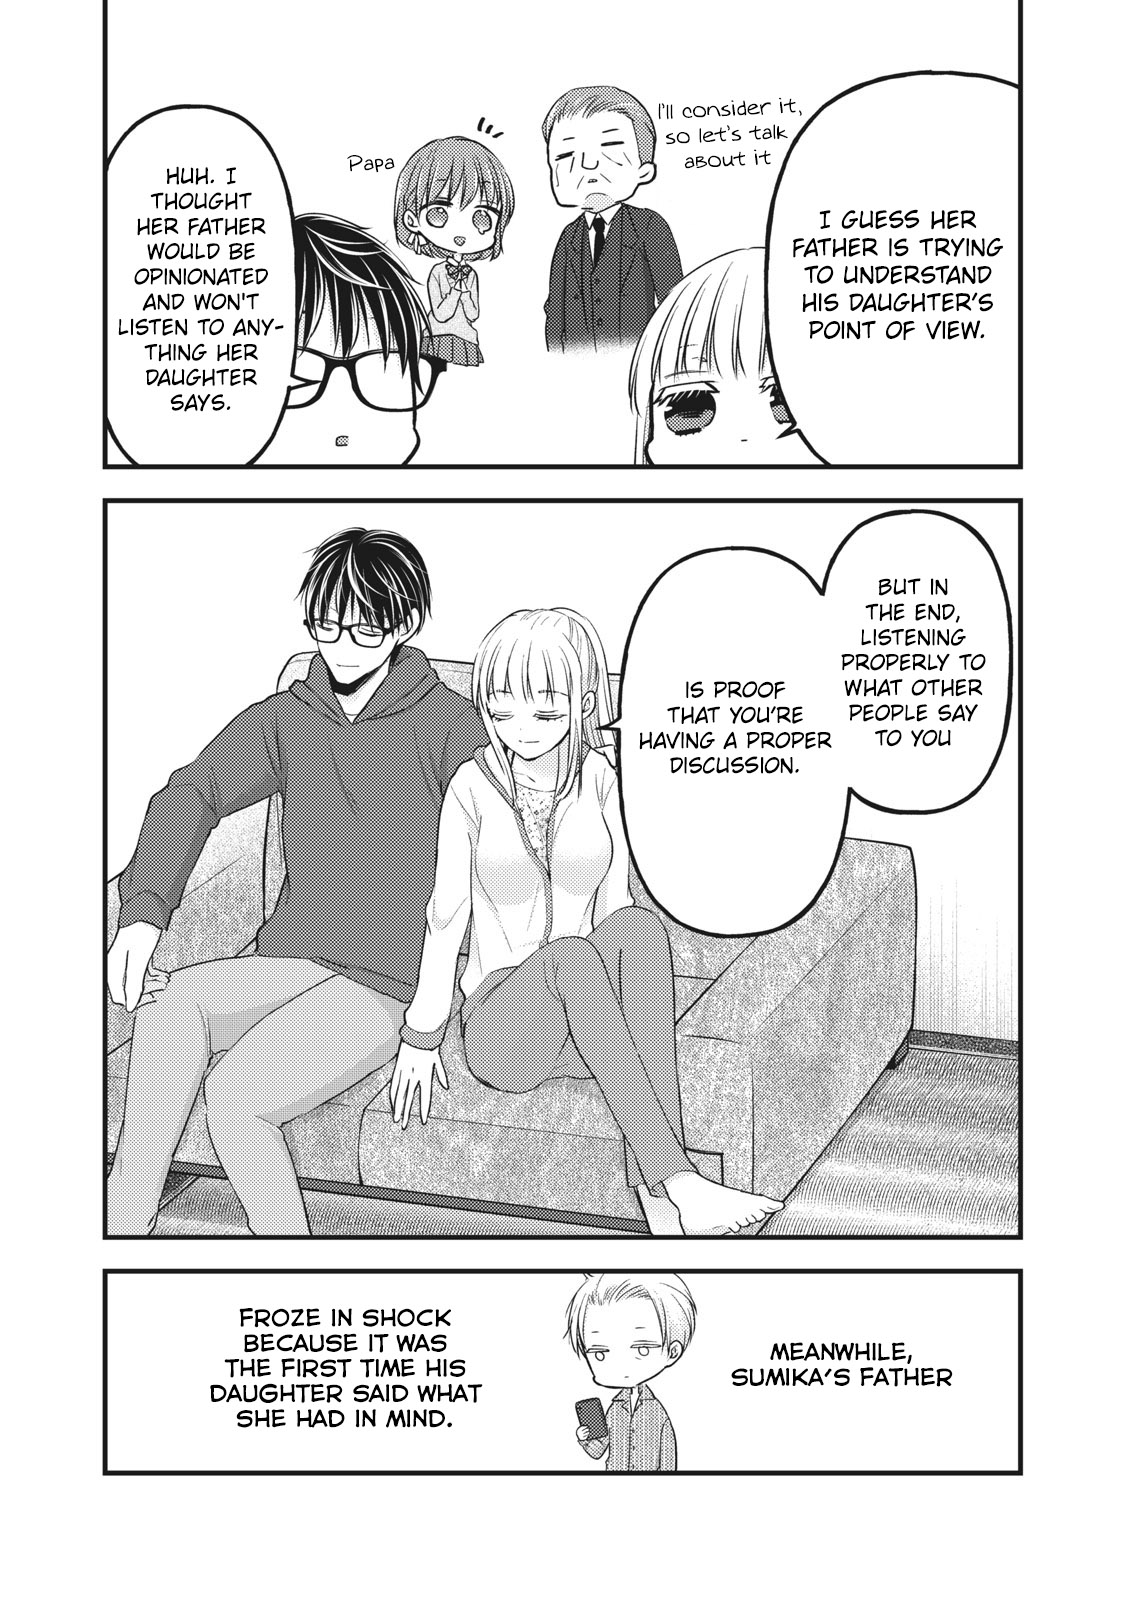 I GUESS HER
FATHER IS TRYING
TO UNDERSTAND
HIS DAUGHTER'S
POINT OF VIEW.
I'll consider it,
so let's talk
about it
Papa
HUH. I
THOUGHT
HER FATHER
WOULD BE
OPINIONATED
AND WON'T
LISTEN TO ANY-
THING HER
DAUGHTER
SAYS.
BUT IN
THE END,
LISTENING
PROPERLY TO
WHAT OTHER
PEOPLE SAY
TO YOU
IS PROOF
THAT YOU'RE
HAVING A PROPER
DISCUSSION.
MEANWHILE,
SUMIKA'S FATHER
FROZE IN SHOCK
BECAUSE IT WAS
THE FIRST TIME HIS
DAUGHTER SAID WHAT
SHE HAD IN MIND.